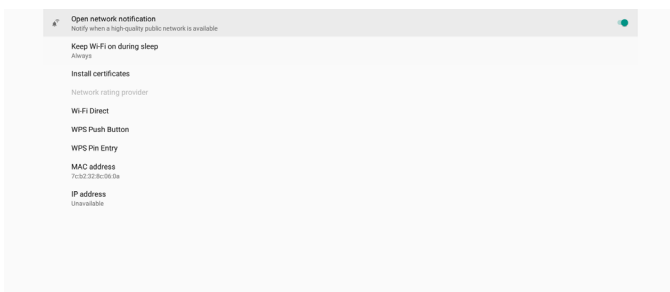 Open network notification
Notify when a high-quality public network is available
Keep Wi-Fi on during sleep
Always
Install certificates
Network rating provider
Wi-Fi Direct
WPS Push Button
WPS Pin Entry
MAC address
7c:b2:32:8c:06:0a
IP address
Unavailable